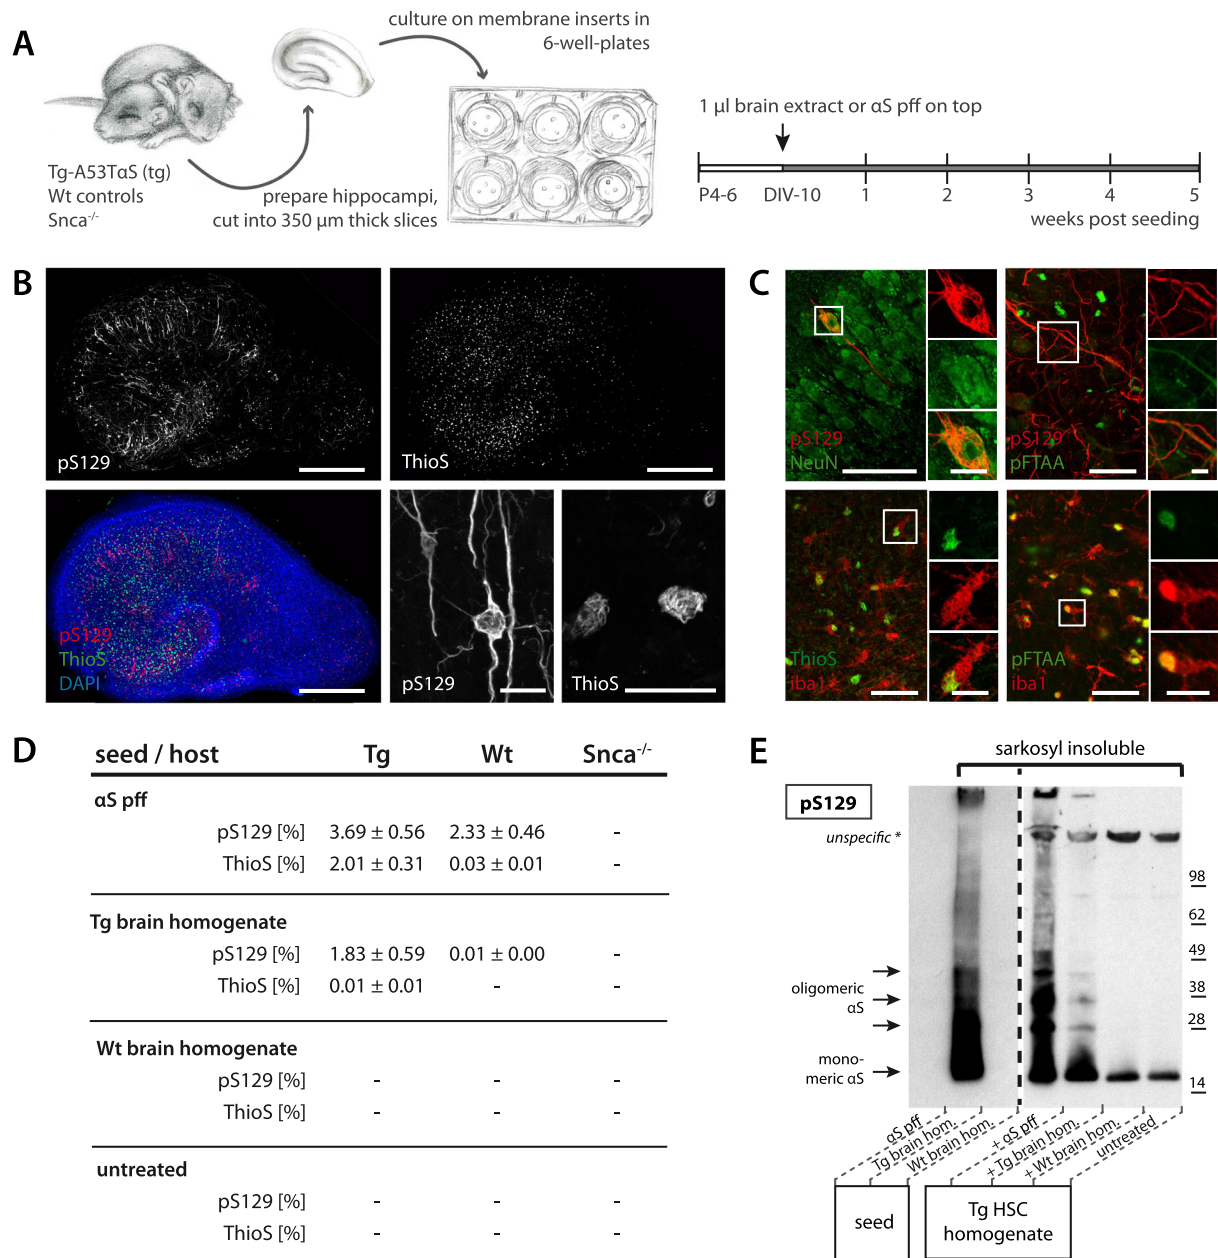 A
culture on membrane inserts in
6-well-plates
Tg-A53TαS (tg)
Wt controls
Snca-/-
prepare hippocampi,
cut into 350 μm thick slices
1 μl brain extract or αS pff on top
P4-6 DIV-10 1 2 3 4 5
weeks post seeding
B
pS129
ThioS
pS129
ThioS
DAPI
pS129
ThioS
C
pS129
NeuN
pS129
pFTAA
ThioS
iba1
pFTAA
iba1
D
seed / host Tg Wt Snca-/-
αS pff
pS129 [%] 3.69 ± 0.56 2.33 ± 0.46 -
ThioS [%] 2.01 ± 0.31 0.03 ± 0.01 -
Tg brain homogenate
pS129 [%] 1.83 ± 0.59 0.01 ± 0.00 -
ThioS [%] 0.01 ± 0.01 - -
Wt brain homogenate
pS129 [%] - - -
ThioS [%] - - -
untreated
pS129 [%] - - -
ThioS [%] - - -
E
sarkosyl insoluble
pS129
unspecific *
98
62
49
38
28
14
oligomeric
αS
mono-
meric αS
αS pff
Tg brain hom.
Wt brain hom.
+ αS pff
+ Tg brain hom.
+ Wt brain hom.
untreated
seed
Tg HSC
homogenate